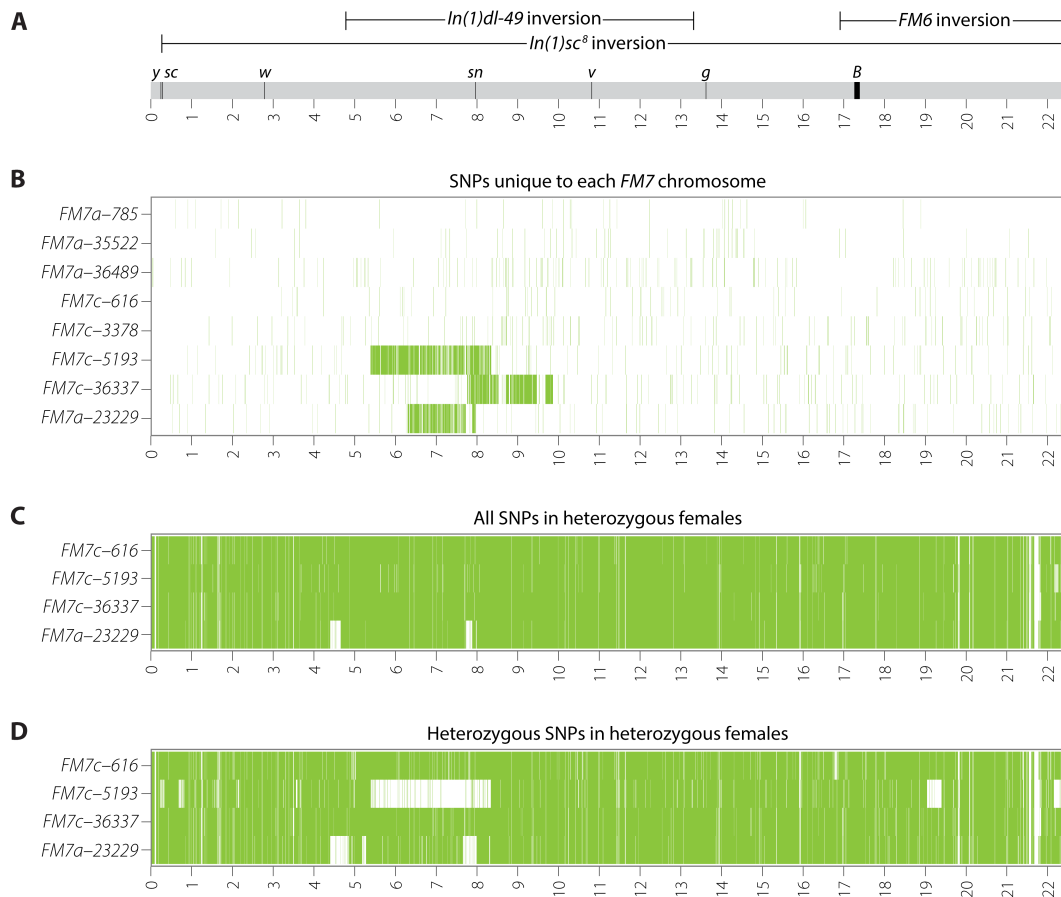 A
In(1)dl-49 inversion
FM6 inversion
In(1)sc⁸ inversion
y sc w sn v g B
0 1 2 3 4 5 6 7 8 9 10 11 12 13 14 15 16 17 18 19 20 21 22
B
SNPs unique to each FM7 chromosome
FM7a–785
FM7a–35522
FM7a–36489
FM7c–616
FM7c–3378
FM7c–5193
FM7c–36337
FM7a–23229
0 1 2 3 4 5 6 7 8 9 10 11 12 13 14 15 16 17 18 19 20 21 22
C
All SNPs in heterozygous females
FM7c–616
FM7c–5193
FM7c–36337
FM7a–23229
0 1 2 3 4 5 6 7 8 9 10 11 12 13 14 15 16 17 18 19 20 21 22
D
Heterozygous SNPs in heterozygous females
FM7c–616
FM7c–5193
FM7c–36337
FM7a–23229
0 1 2 3 4 5 6 7 8 9 10 11 12 13 14 15 16 17 18 19 20 21 22